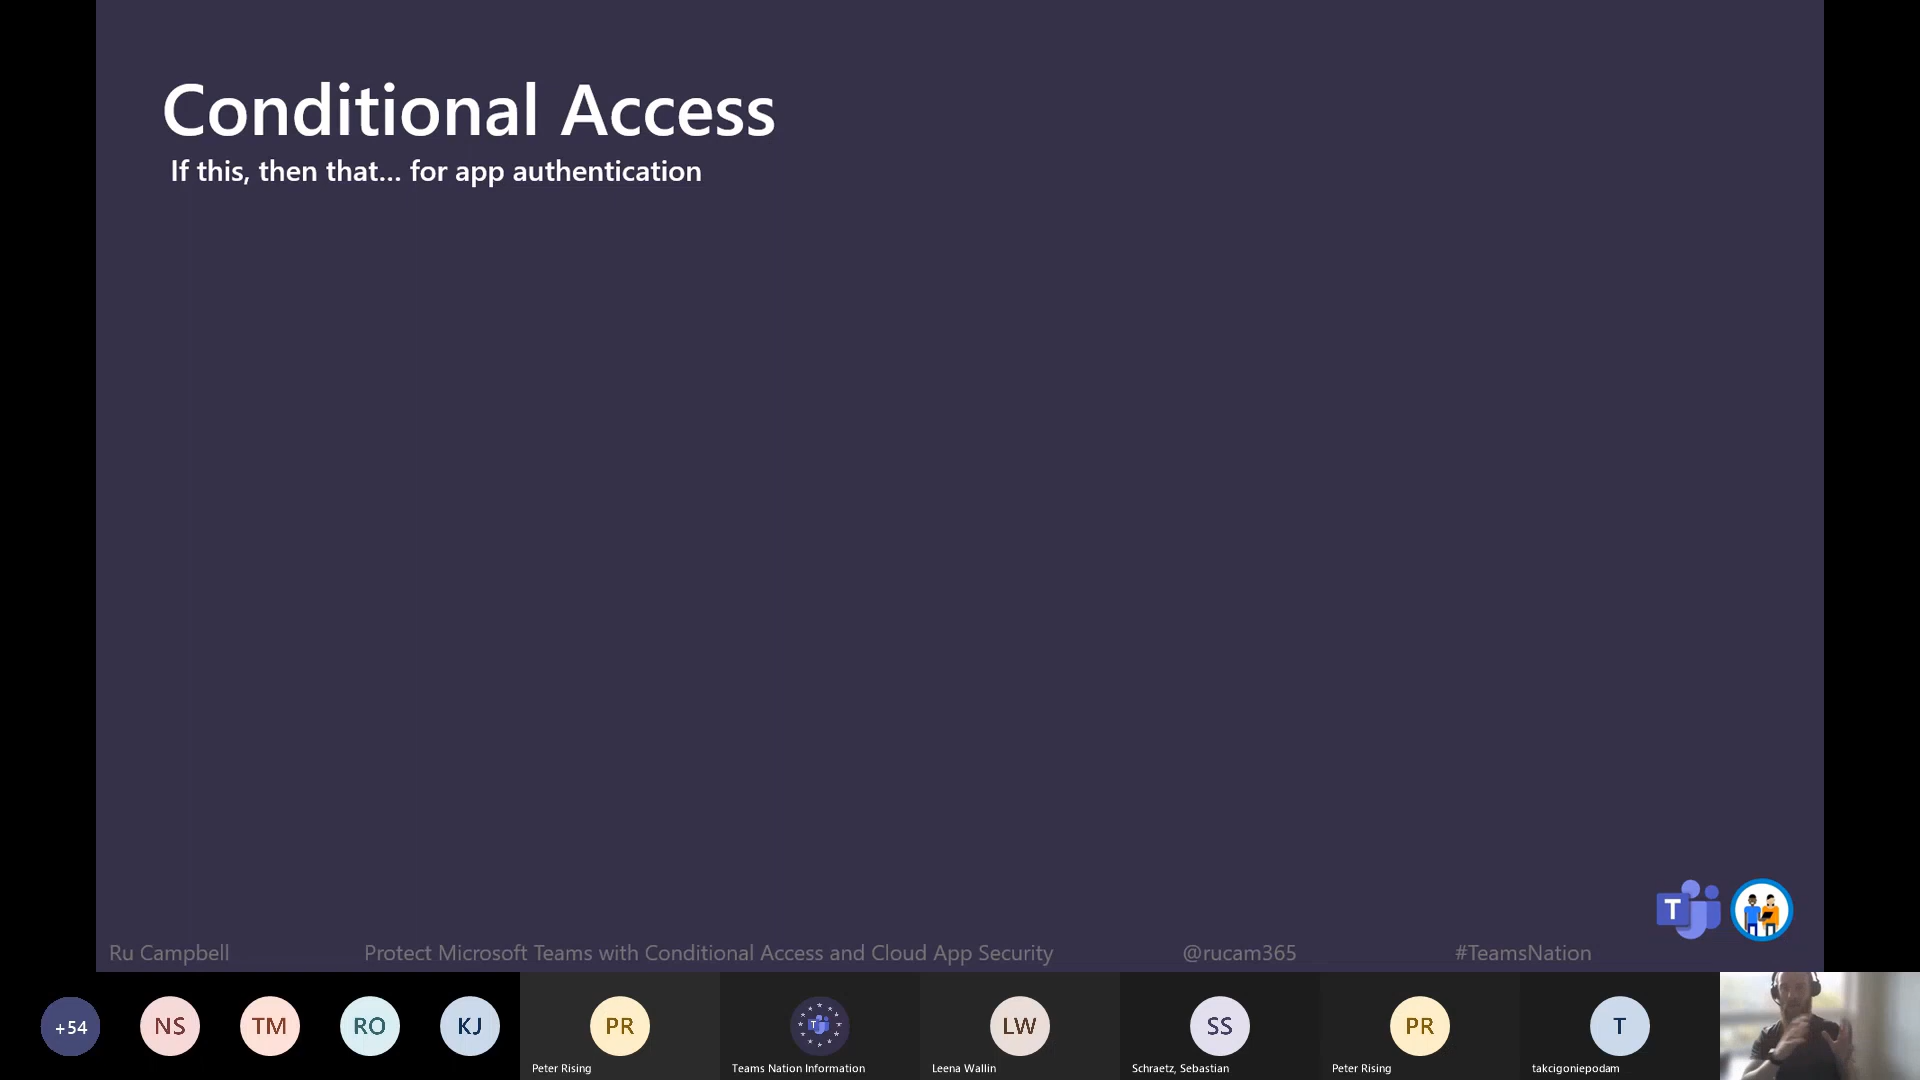 Conditional Access
If this, then that... for app authentication
T
Ru Campbell
Protect Microsoft Teams with Conditional Access and Cloud App Security
@rucam365
#TeamsNation
+54
NS
TM
RO
KJ
PR
Peter Rising
T
Teams Nation Information
LW
Leena Wallin
SS
Schraetz, Sebastian
PR
Peter Rising
T
takcigoniepodam